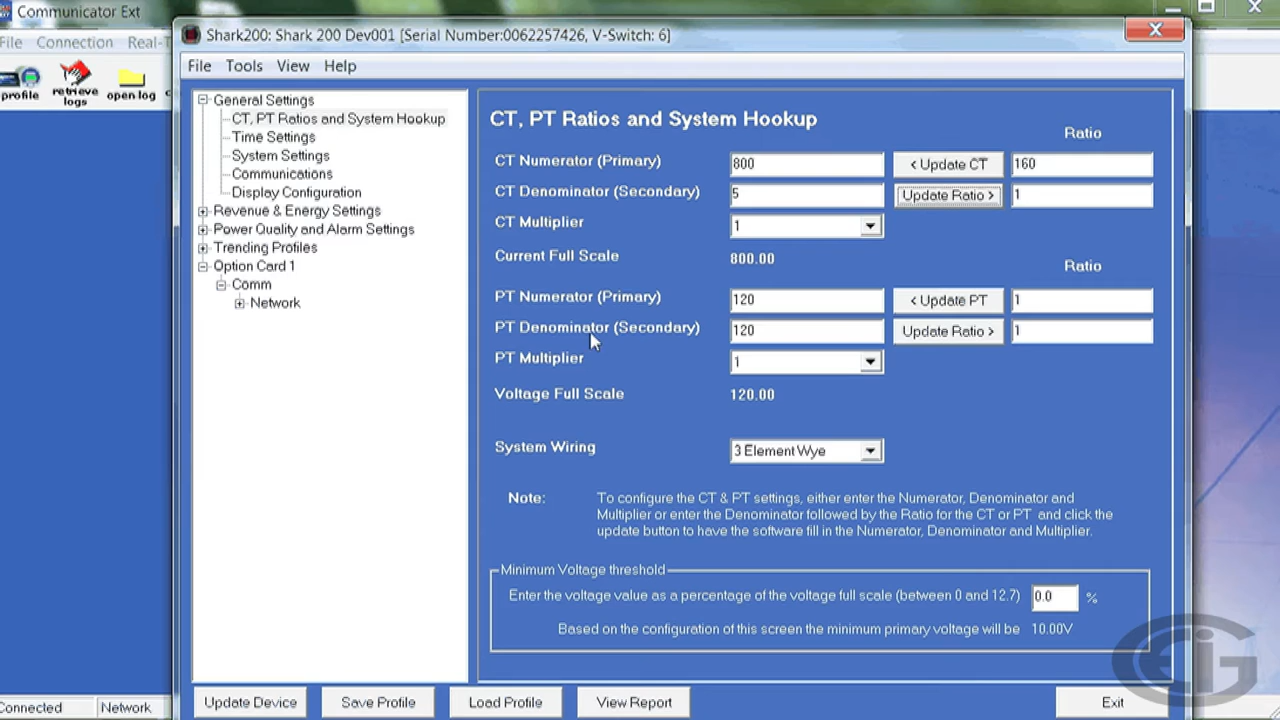 Communicator Ext
File Connection Real-T
profile retrieve logs open log
Shark200: Shark 200 Dev001 [Serial Number:0062257426, V-Switch: 6]
File Tools View Help
General Settings
CT, PT Ratios and System Hookup
Time Settings
System Settings
Communications
Display Configuration
Revenue & Energy Settings
Power Quality and Alarm Settings
Trending Profiles
Option Card 1
Comm
Network
CT, PT Ratios and System Hookup
Ratio
CT Numerator (Primary) 800 < Update CT 160
CT Denominator (Secondary) 5 Update Ratio > 1
CT Multiplier 1
Current Full Scale 800.00
Ratio
PT Numerator (Primary) 120 < Update PT 1
PT Denominator (Secondary) 120 Update Ratio > 1
PT Multiplier 1
Voltage Full Scale 120.00
System Wiring 3 Element Wye
Note: To configure the CT & PT settings, either enter the Numerator, Denominator and
Multiplier or enter the Denominator followed by the Ratio for the CT or PT and click the
update button to have the software fill in the Numerator, Denominator and Multiplier.
Minimum Voltage threshold
Enter the voltage value as a percentage of the voltage full scale (between 0 and 12.7) 0.0 %
Based on the configuration of this screen the minimum primary voltage will be 10.00V
Update Device Save Profile Load Profile View Report Exit
Connected Network
EIG